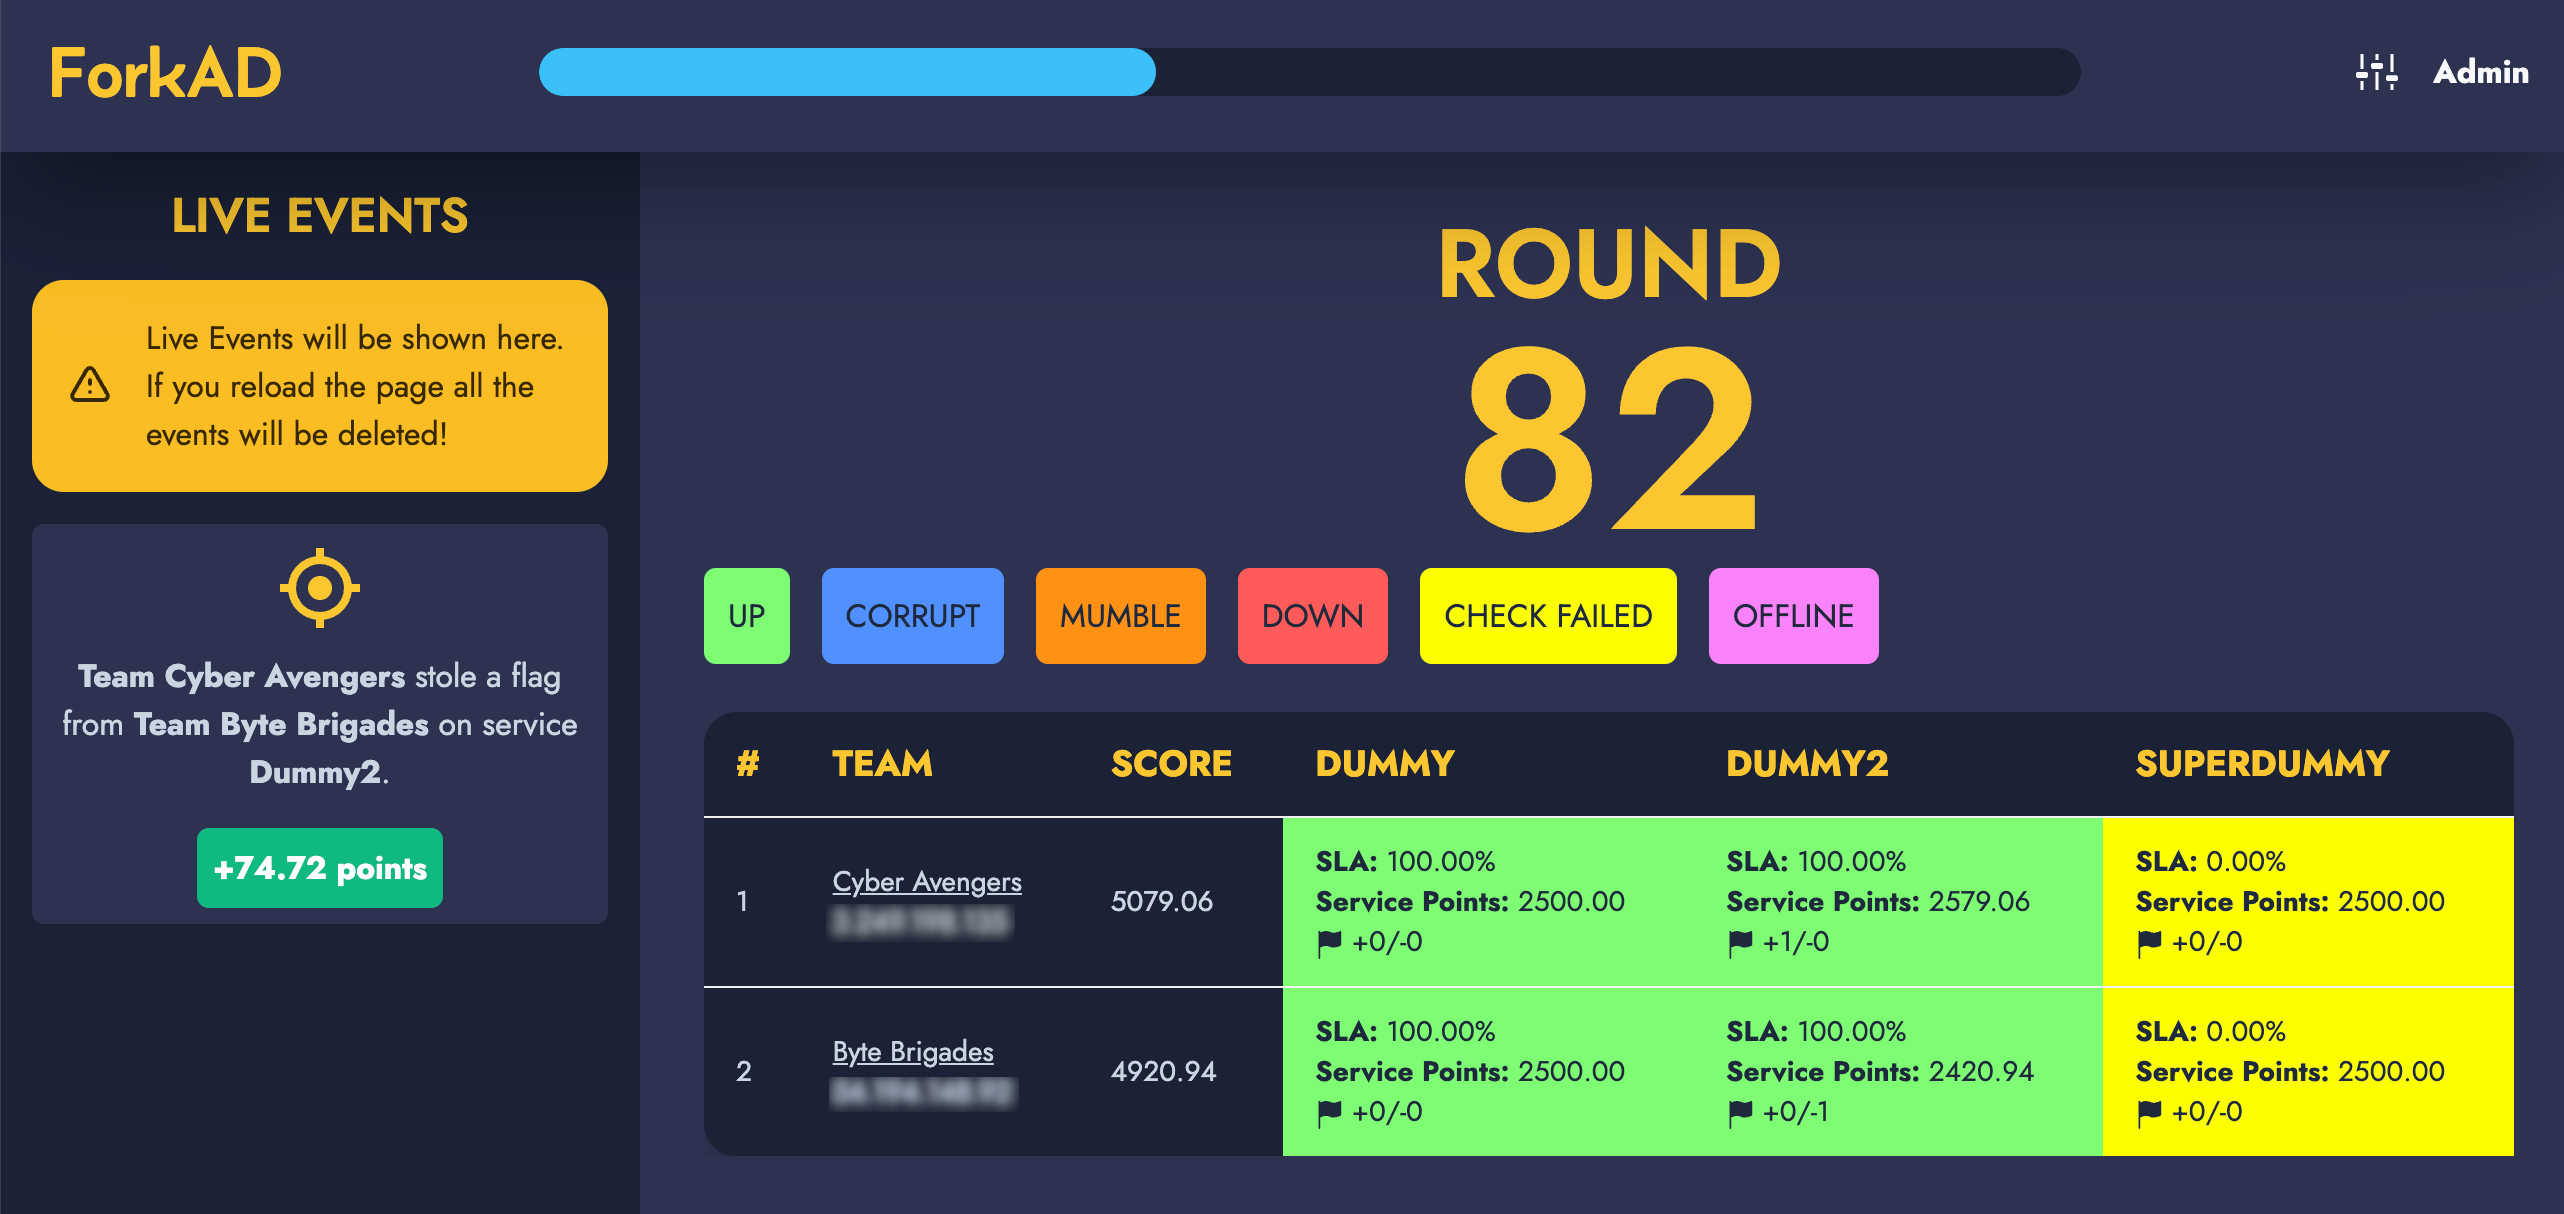 ForkAD
Admin
LIVE EVENTS
Live Events will be shown here.
If you reload the page all the
events will be deleted!
Team Cyber Avengers stole a flag
from Team Byte Brigades on service
Dummy2.
+74.72 points
ROUND
82
UP CORRUPT MUMBLE DOWN CHECK FAILED OFFLINE
# TEAM SCORE DUMMY DUMMY2 SUPERDUMMY
SLA: 100.00% SLA: 100.00% SLA: 0.00%
1 Cyber Avengers 5079.06 Service Points: 2500.00 Service Points: 2579.06 Service Points: 2500.00
+0/-0 +1/-0 +0/-0
SLA: 100.00% SLA: 100.00% SLA: 0.00%
2 Byte Brigades 4920.94 Service Points: 2500.00 Service Points: 2420.94 Service Points: 2500.00
+0/-0 +0/-1 +0/-0